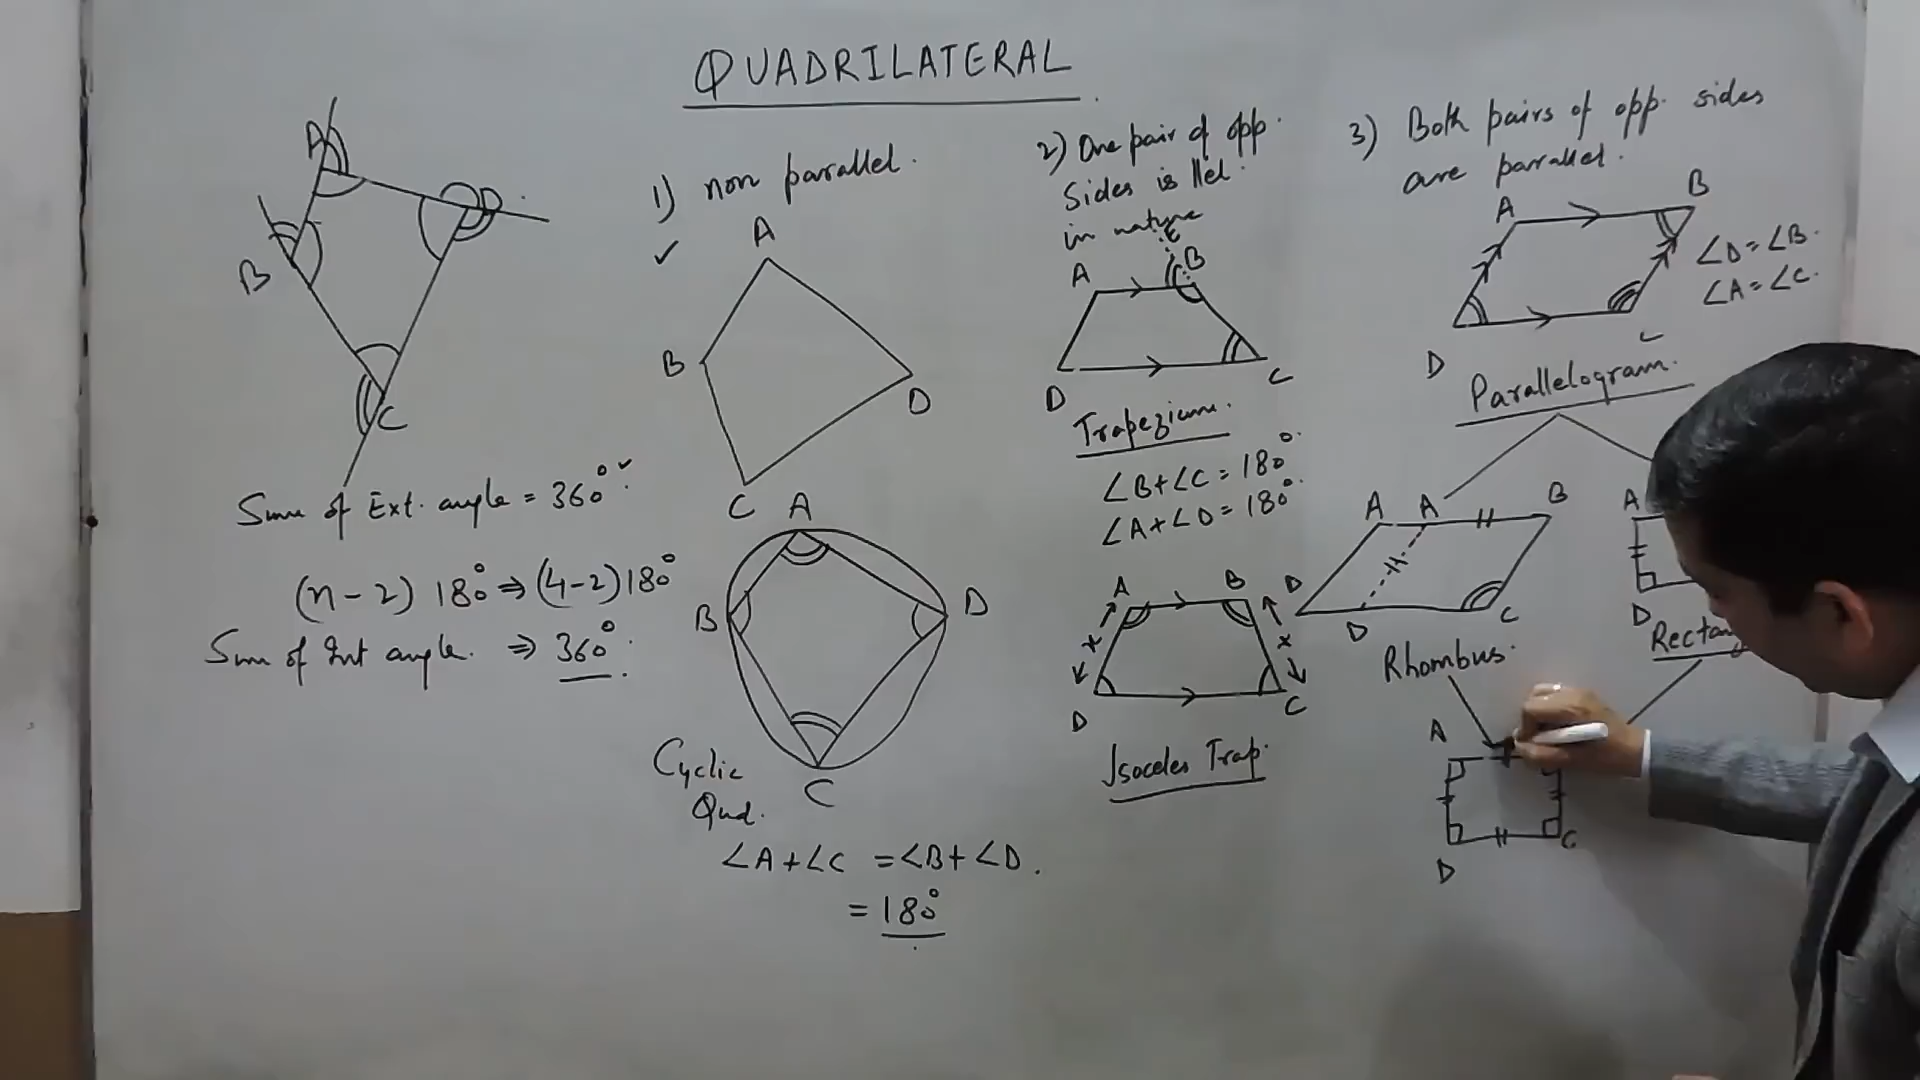 QUADRILATERAL
A
B
C
D
Sum of Ext. angle = 360°
(n-2) 180° ⇒ (4-2) 180°
Sum of Int angle. ⇒ 360°
1) non parallel.
A
B
D
C
A
B
D
C
Cyclic
Qud.
∠A+∠C = ∠B+∠D.
= 180°
2) One pair of opp.
Sides is llel.
in nature
E
A
B
D
C
Trapezium.
∠B+∠C = 180°
∠A+∠D = 180°
A
B
x
x
D
C
Isoceles Trap.
3) Both pairs of opp. sides
are parallel.
A
B
∠D = ∠B.
∠A = ∠C.
D
C
Parallelogram.
A A B
D
D
C
Rhombus.
A
D
Rectan
A
D
C